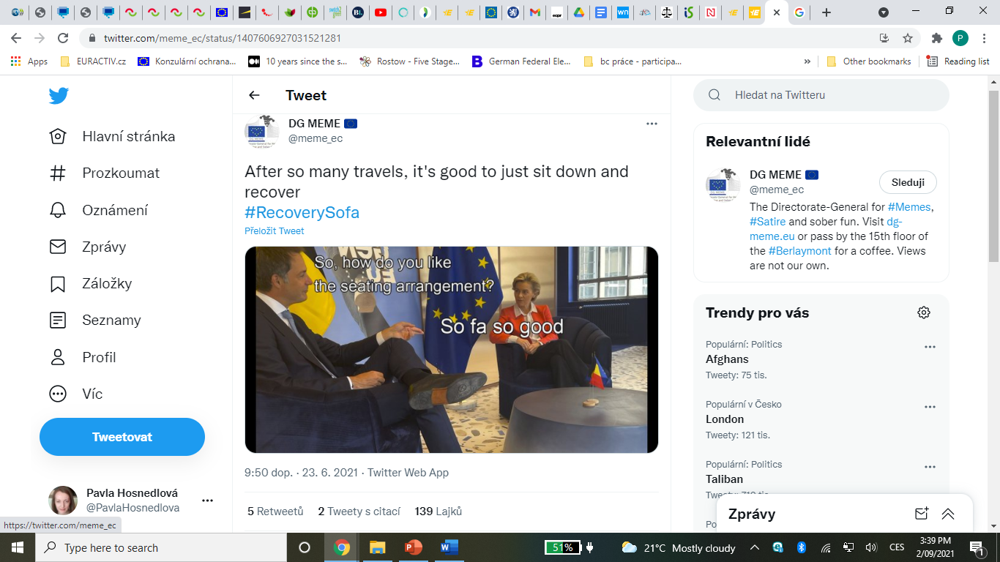 twitter.com/meme_ec/status/1407606927031521281
Apps
EURACTIV.cz
Konzulární ochrana...
10 years since the s...
Rostow - Five Stage...
German Federal Ele...
bc práce - participa...
»
Other bookmarks
Reading list
Hlavní stránka
Prozkoumat
Oznámení
Zprávy
Záložky
Seznamy
Profil
Víc
Tweetovat
Pavla Hosnedlová
@PavlaHosnedlova
https://twitter.com/meme_ec
Tweet
DG MEME
@meme_ec
After so many travels, it's good to just sit down and
recover
#RecoverySofa
Přeložit Tweet
So, how do you like
the seating arrangement?
So fa so good
9:50 dop. · 23. 6. 2021 · Twitter Web App
5 Retweetů 2 Tweety s citací 139 Lajků
Hledat na Twitteru
Relevantní lidé
DG MEME
@meme_ec
Sleduji
The Directorate-General for #Memes,
#Satire and sober fun. Visit dg-
meme.eu or pass by the 15th floor of
the #Berlaymont for a coffee. Views
are not our own.
Trendy pro vás
Populární: Politics
Afghans
Tweety: 75 tis.
Populární v Česko
London
Tweety: 121 tis.
Populární: Politics
Taliban
Zprávy
Type here to search
51%
21°C Mostly cloudy
CES
3:39 PM
2/09/2021